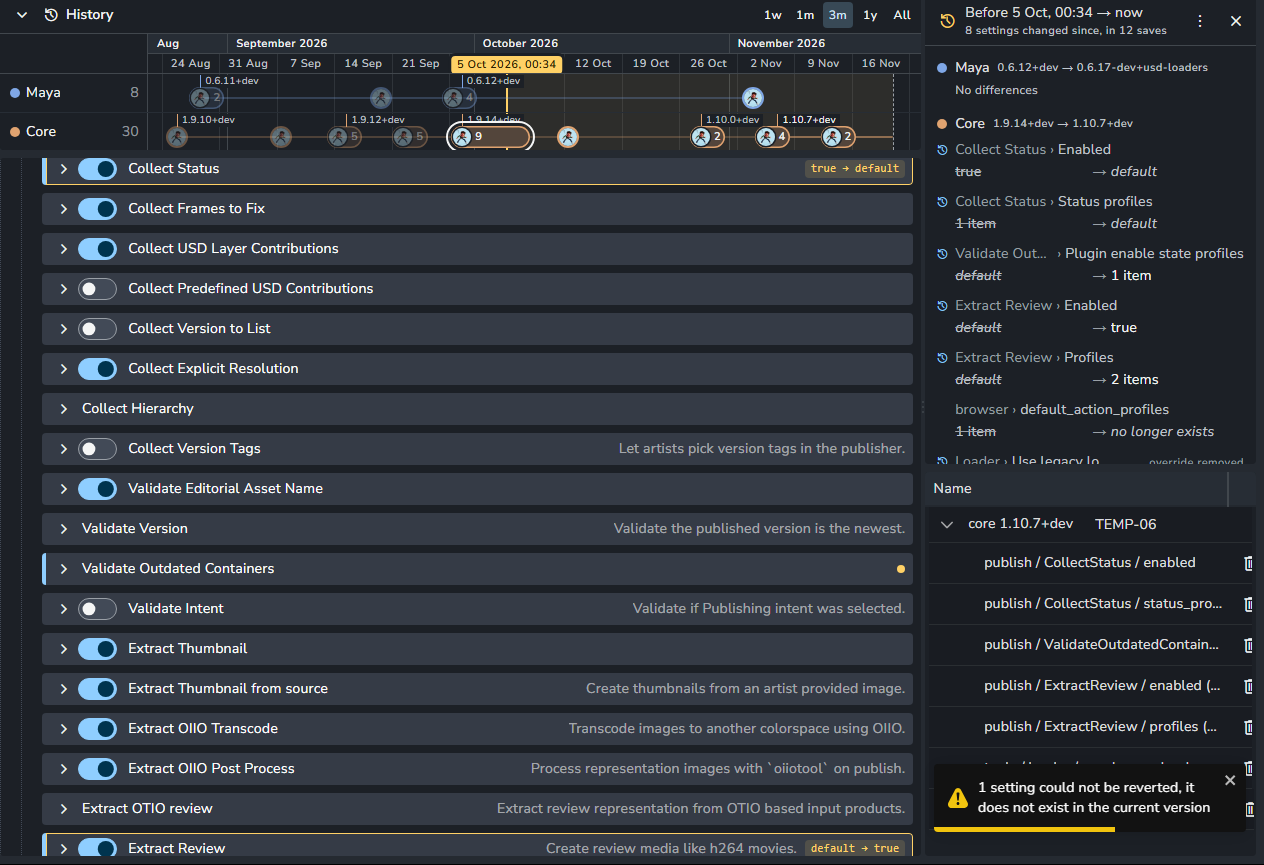 History
1w 1m 3m 1y All
Aug September 2026 October 2026 November 2026
24 Aug 31 Aug 7 Sep 14 Sep 21 Sep 5 Oct 2026, 00:34 12 Oct 19 Oct 26 Oct 2 Nov 9 Nov 16 Nov
0.6.11+dev 0.6.12+dev
Maya 8 2 4
1.9.10+dev 1.9.12+dev 1.9.14+dev 1.10.0+dev 1.10.7+dev
Core 30 5 5 9 2 4 2
Collect Status true → default
Collect Frames to Fix
Collect USD Layer Contributions
Collect Predefined USD Contributions
Collect Version to List
Collect Explicit Resolution
Collect Hierarchy
Collect Version Tags Let artists pick version tags in the publisher.
Validate Editorial Asset Name
Validate Version Validate the published version is the newest.
Validate Outdated Containers
Validate Intent Validate if Publishing intent was selected.
Extract Thumbnail
Extract Thumbnail from source Create thumbnails from an artist provided image.
Extract OIIO Transcode Transcode images to another colorspace using OIIO.
Extract OIIO Post Process Process representation images with `oiiotool` on publish.
Extract OTIO review Extract review representation from OTIO based input products.
Extract Review Create review media like h264 movies. default → true
Before 5 Oct, 00:34 → now
8 settings changed since, in 12 saves
Maya 0.6.12+dev → 0.6.17-dev+usd-loaders
No differences
Core 1.9.14+dev → 1.10.7+dev
Collect Status › Enabled
true → default
Collect Status › Status profiles
1 item → default
Validate Out... › Plugin enable state profiles
default → 1 item
Extract Review › Enabled
default → true
Extract Review › Profiles
default → 2 items
browser › default_action_profiles
1 item → no longer exists
Loader › Use legacy lo override removed
Name
core 1.10.7+dev TEMP-06
publish / CollectStatus / enabled
publish / CollectStatus / status_pro...
publish / ValidateOutdatedContain...
publish / ExtractReview / enabled (...
publish / ExtractReview / profiles (...
1 setting could not be reverted, it
does not exist in the current version